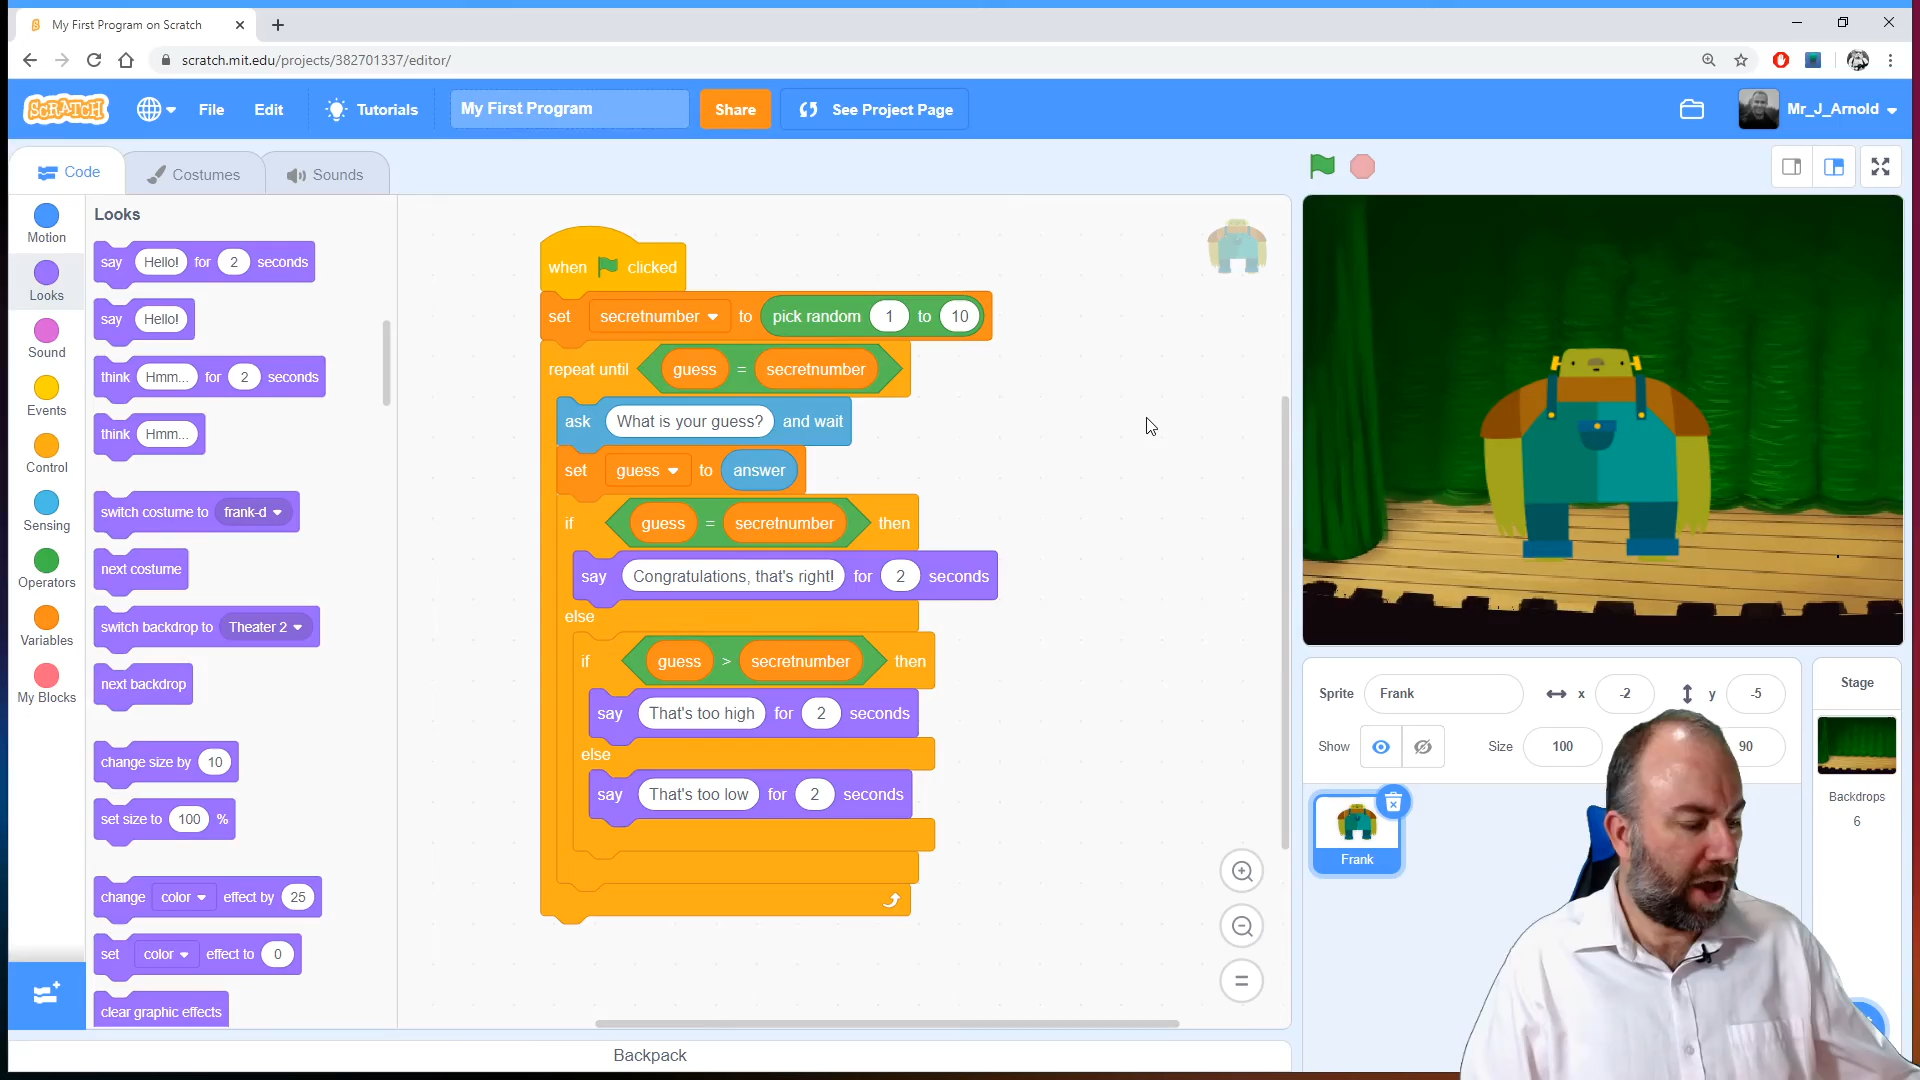 My First Program on Scratch
scratch.mit.edu/projects/382701337/editor/
SCRATCH File Edit Tutorials My First Program Share See Project Page Mr_J_Arnold
Code Costumes Sounds
Motion
Looks
Sound
Events
Control
Sensing
Operators
Variables
My Blocks
Looks
say Hello! for 2 seconds
say Hello!
think Hmm... for 2 seconds
think Hmm...
switch costume to frank-d
next costume
switch backdrop to Theater 2
next backdrop
change size by 10
set size to 100 %
change color effect by 25
set color effect to 0
clear graphic effects
when clicked
set secretnumber to pick random 1 to 10
repeat until guess = secretnumber
ask What is your guess? and wait
set guess to answer
if guess = secretnumber then
say Congratulations, that's right! for 2 seconds
else
if guess > secretnumber then
say That's too high for 2 seconds
else
say That's too low for 2 seconds
Backpack
Sprite Frank x -2 y -5
Show Size 100 90
Frank
Stage
Backdrops
6